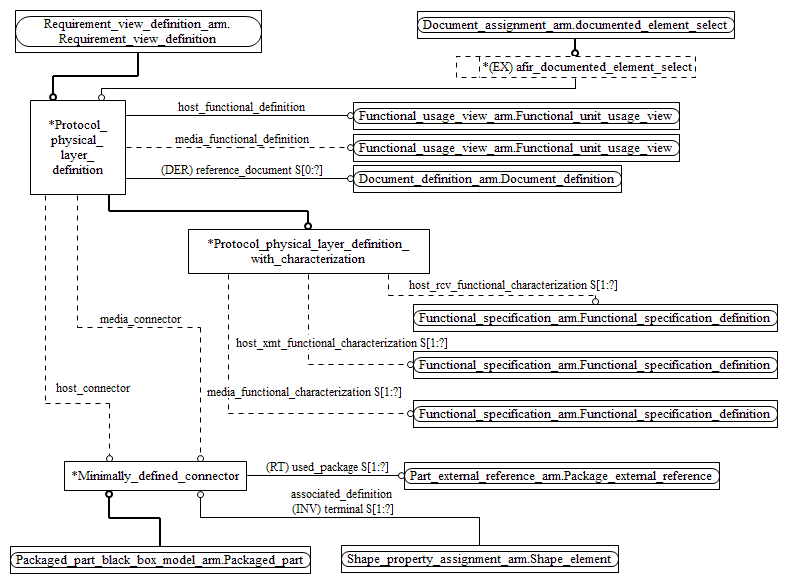 Requirement_view_definition_arm.
Requirement_view_definition
Document_assignment_arm.documented_element_select
*(EX) afir_documented_element_select
*Protocol_
physical_
layer_
definition
host_functional_definition
Functional_usage_view_arm.Functional_unit_usage_view
media_functional_definition
Functional_usage_view_arm.Functional_unit_usage_view
(DER) reference_document S[0:?]
Document_definition_arm.Document_definition
*Protocol_physical_layer_definition_
with_characterization
host_rcv_functional_characterization S[1:?]
Functional_specification_arm.Functional_specification_definition
media_connector
host_xmt_functional_characterization S[1:?]
Functional_specification_arm.Functional_specification_definition
host_connector
media_functional_characterization S[1:?]
Functional_specification_arm.Functional_specification_definition
*Minimally_defined_connector
(RT) used_package S[1:?]
Part_external_reference_arm.Package_external_reference
associated_definition
(INV) terminal S[1:?]
Packaged_part_black_box_model_arm.Packaged_part
Shape_property_assignment_arm.Shape_element